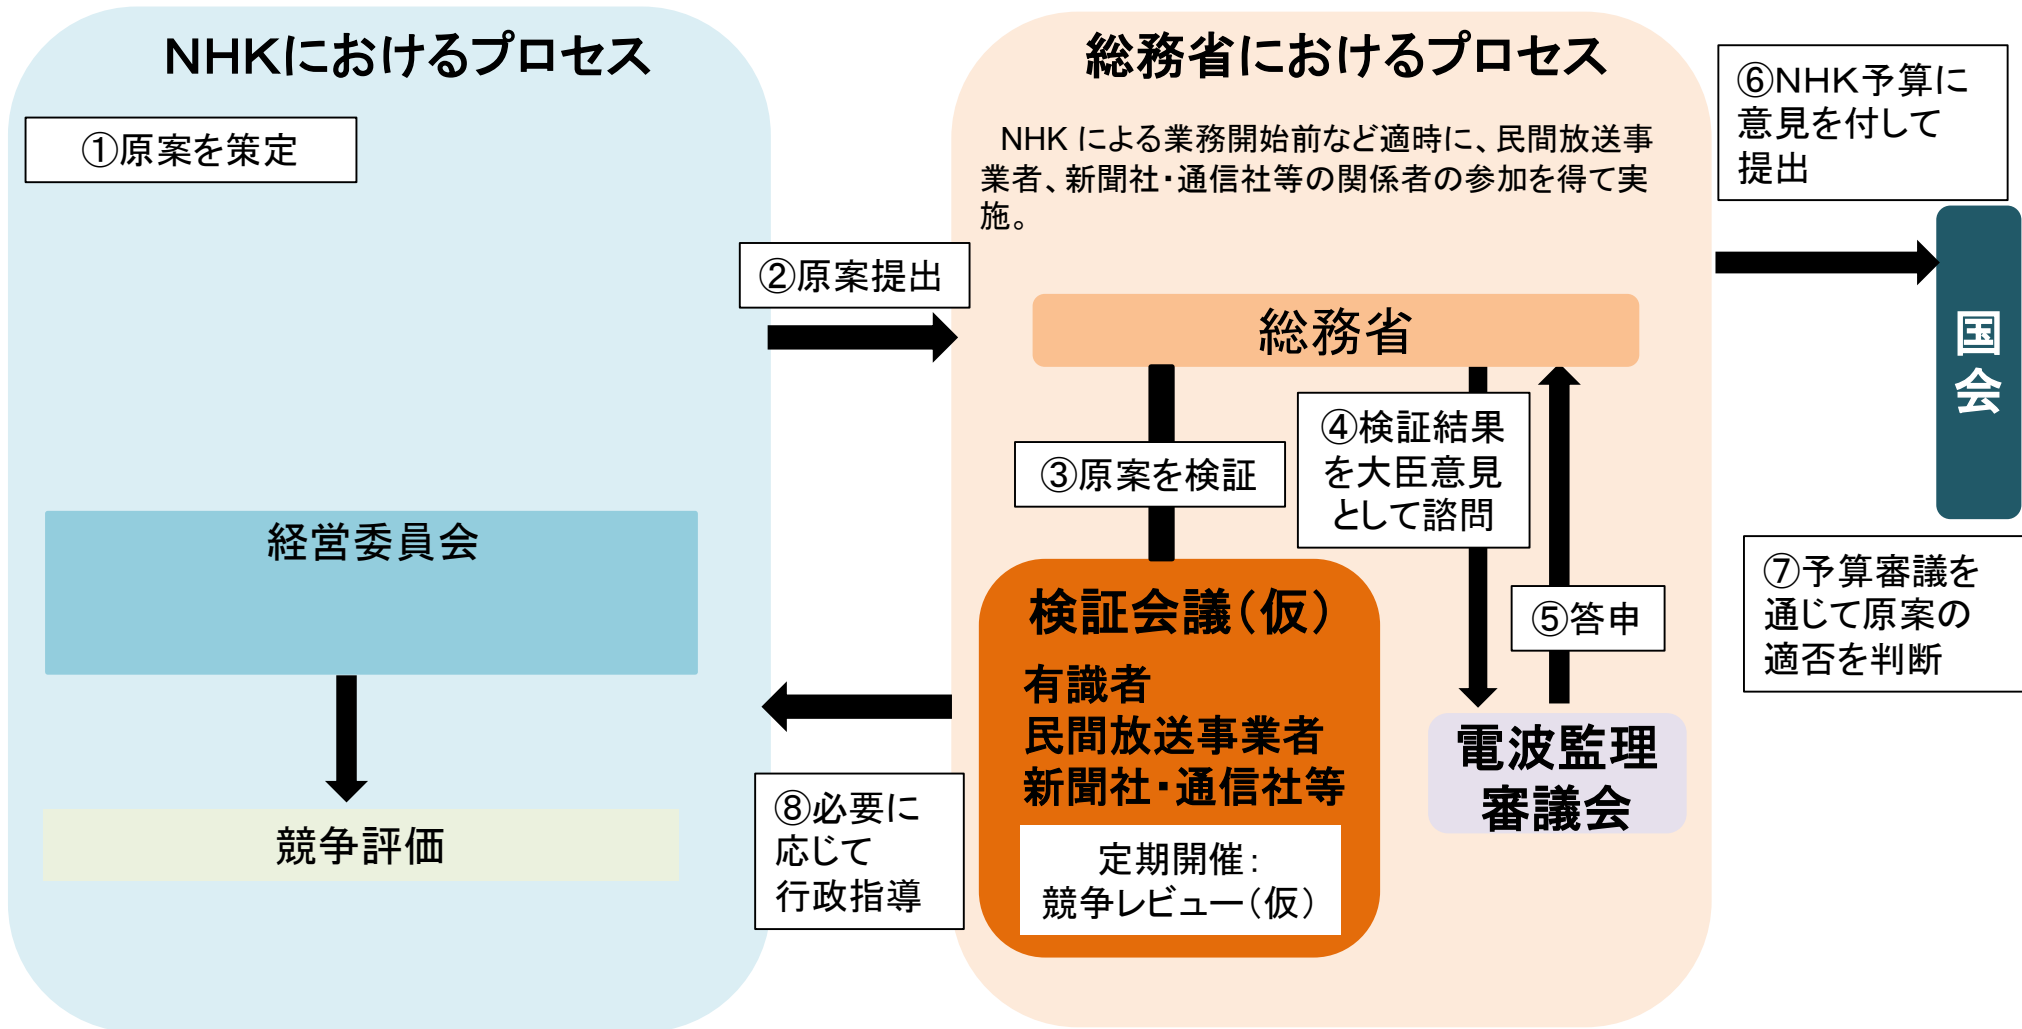 NHKにおけるプロセス
①原案を策定
経営委員会
競争評価
②原案提出
総務省におけるプロセス
NHK による業務開始前など適時に、民間放送事
業者、新聞社・通信社等の関係者の参加を得て実
施。
総務省
③原案を検証
④検証結果
を大臣意見
として諮問
⑤答申
検証会議（仮）
有識者
民間放送事業者
新聞社・通信社等
定期開催：
競争レビュー（仮）
電波監理
審議会
⑥NHK予算に
意見を付して
提出
国
会
⑦予算審議を
通じて原案の
適否を判断
⑧必要に
応じて
行政指導